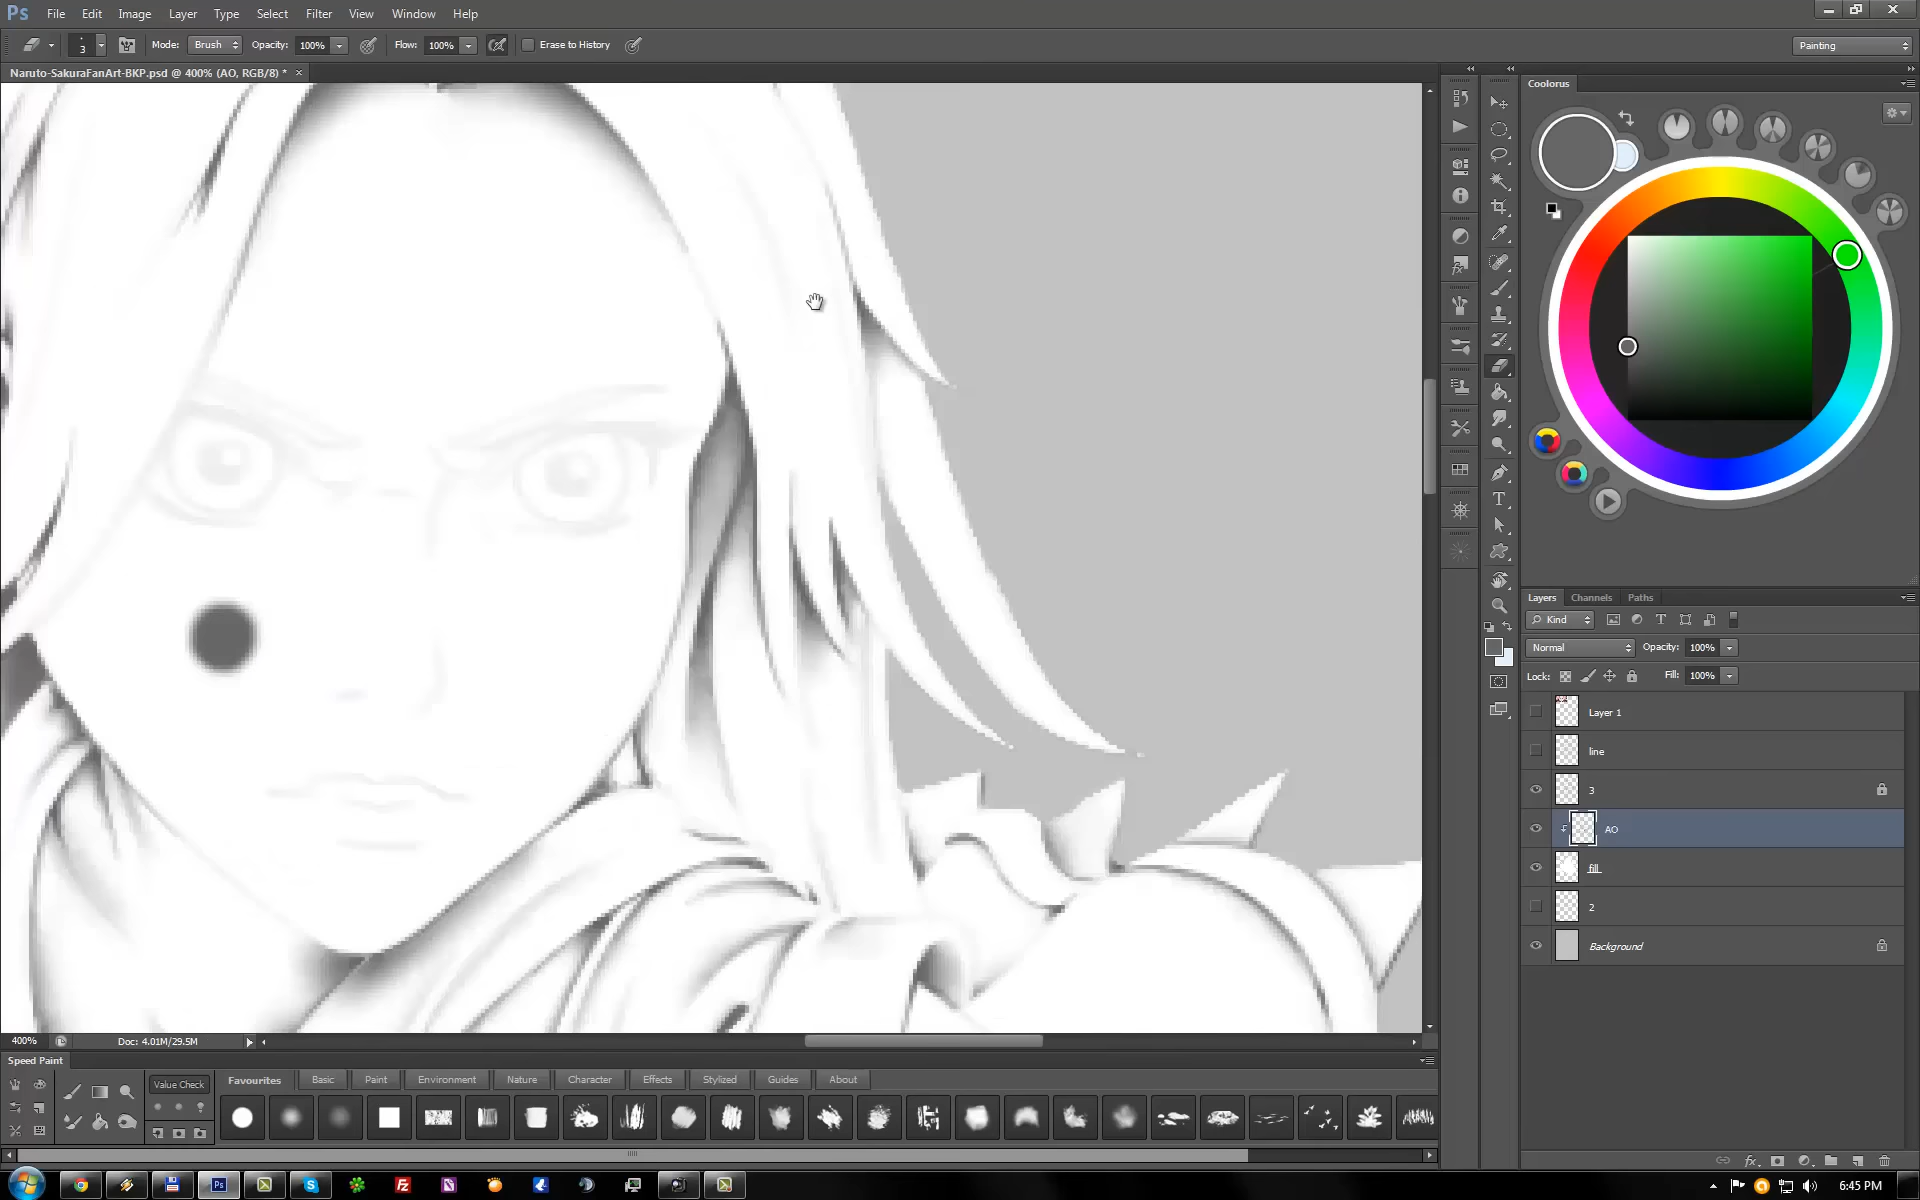 Ps File Edit Image Layer Type Select Filter Analysis View Window Help
3 Mode: Brush Opacity: 100% Flow: 100% Erase to History Painting
Naruto-SakuraFanArt-BKP.psd @ 400% (AO, RGB/8) * ×
Coolorus
Layers Channels Paths
Kind
Normal Opacity: 100%
Lock: Fill: 100%
Layer 1
line
3
AO
fill
2
Background
400% Doc: 4.01M/29.5M
Speed Paint
Value Check Favourites Basic Paint Environment Nature Character Effects Stylized Guides About
6:45 PM